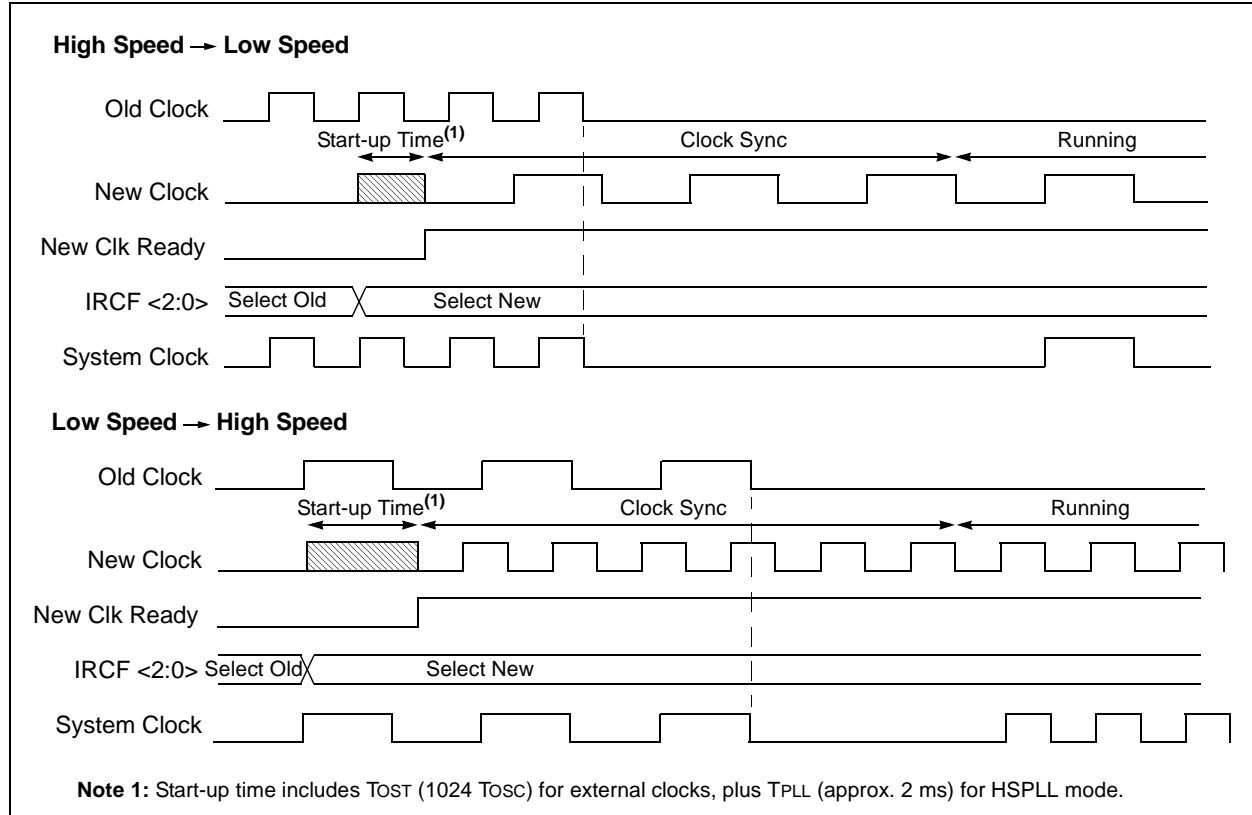 High Speed → Low Speed
Old Clock
Start-up Time(1)
Clock Sync
Running
New Clock
New Clk Ready
IRCF <2:0>
Select Old
Select New
System Clock
Low Speed → High Speed
Old Clock
Start-up Time(1)
Clock Sync
Running
New Clock
New Clk Ready
IRCF <2:0>
Select Old
Select New
System Clock
Note 1: Start-up time includes TOST (1024 TOSC) for external clocks, plus TPLL (approx. 2 ms) for HSPLL mode.